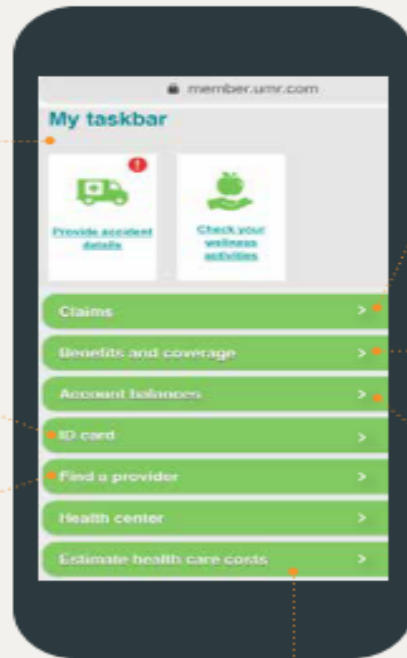 member.umr.com
My taskbar
!
Provide accident
details
Check your
wellness
activities
Claims >
Benefits and coverage >
Account balances >
ID card >
Find a provider >
Health center >
Estimate health care costs >